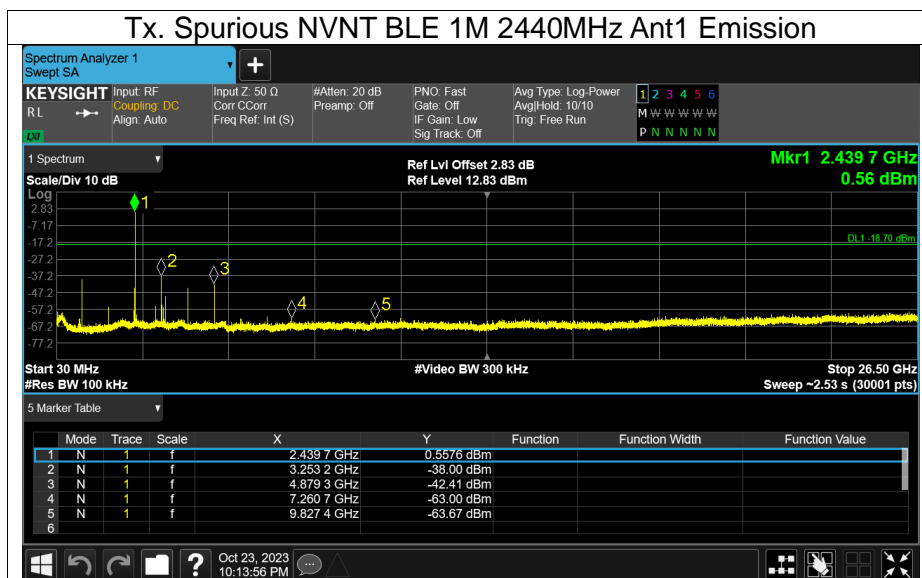 Tx. Spurious NVNT BLE 1M 2440MHz Ant1 Emission
Spectrum Analyzer 1
Swept SA
▼
+
KEYSIGHT Input: RF Input Z: 50 Ω #Atten: 20 dB PNO: Fast Avg Type: Log-Power 1 2 3 4 5 6
RL Coupling: DC Corr CCorr Preamp: Off Gate: Off Avg|Hold: 10/10 M W W W W W
Align: Auto Freq Ref: Int (S) IF Gain: Low Trig: Free Run
LXI Sig Track: Off P N N N N N
1 Spectrum ▼ Ref Lvl Offset 2.83 dB Mkr1 2.439 7 GHz
Scale/Div 10 dB Ref Level 12.83 dBm 0.56 dBm
Log
1
2.83
-7.17
-17.2 DL1 -18.70 dBm
-27.2 2
-37.2 3
-47.2
-57.2 4 5
-67.2
-77.2
Start 30 MHz #Video BW 300 kHz Stop 26.50 GHz
#Res BW 100 kHz Sweep ~2.53 s (30001 pts)
5 Marker Table ▼
Mode Trace Scale X Y Function Function Width Function Value
1 N 1 f 2.439 7 GHz 0.5576 dBm
2 N 1 f 3.253 2 GHz -38.00 dBm
3 N 1 f 4.879 3 GHz -42.41 dBm
4 N 1 f 7.260 7 GHz -63.00 dBm
5 N 1 f 9.827 4 GHz -63.67 dBm
6
? Oct 23, 2023
10:13:56 PM